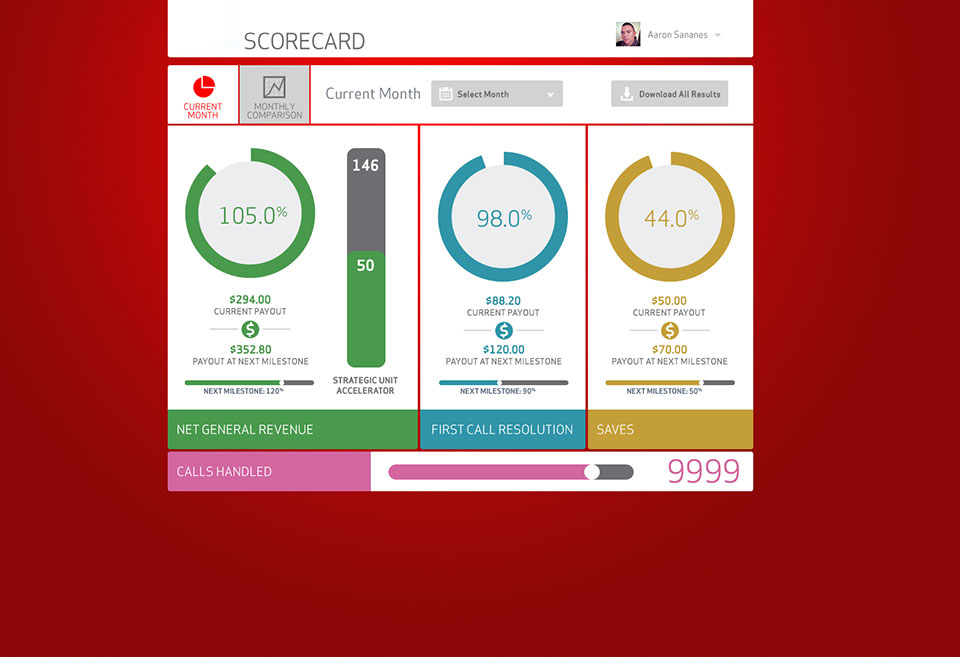 SCORECARD
Aaron Sananes
CURRENT
MONTH
MONTHLY
COMPARISON
Current Month
Select Month
Download All Results
105.0%
$294.00
CURRENT PAYOUT
$
$352.80
PAYOUT AT NEXT MILESTONE
NEXT MILESTONE: 120%
146
50
STRATEGIC UNIT
ACCELERATOR
NET GENERAL REVENUE
98.0%
$88.20
CURRENT PAYOUT
$
$120.00
PAYOUT AT NEXT MILESTONE
NEXT MILESTONE: 90%
FIRST CALL RESOLUTION
44.0%
$50.00
CURRENT PAYOUT
$
$70.00
PAYOUT AT NEXT MILESTONE
NEXT MILESTONE: 50%
SAVES
CALLS HANDLED
9999